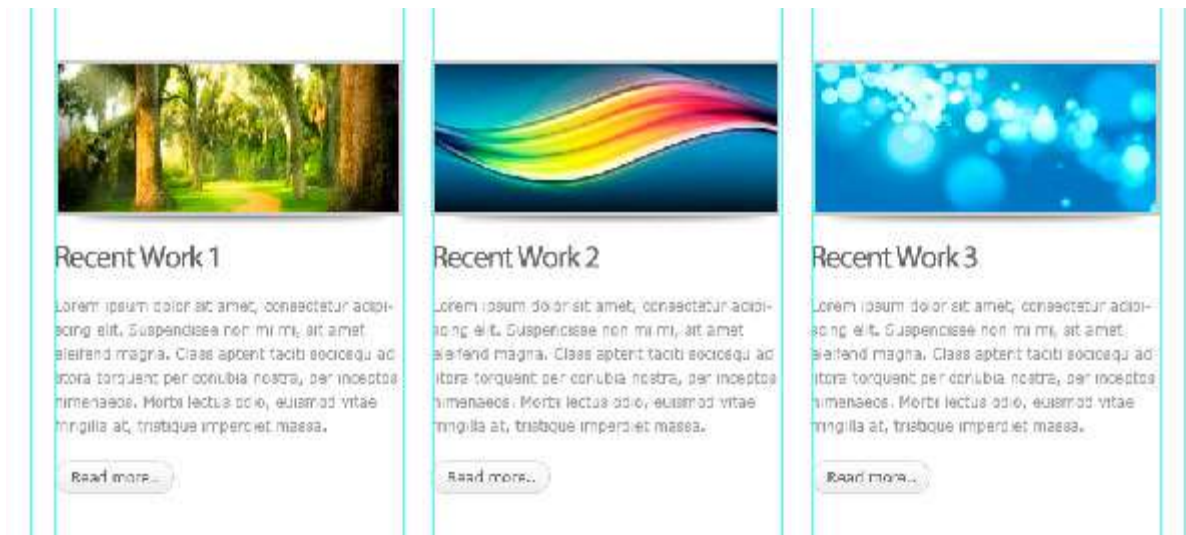 Recent Work 1
Lorem ipsum dolor sit amet, consectetur adipi-
scing elit. Suspendisse non mi mi, sit amet
eleifend magna. Class aptent taciti sociosqu ad
litora torquent per conubia nostra, per inceptos
himenaeos. Morbi lectus odio, euismod vitae
fringilla at, tristique imperdiet massa.
Read more..
Recent Work 2
Lorem ipsum dolor sit amet, consectetur adipi-
scing elit. Suspendisse non mi mi, sit amet
eleifend magna. Class aptent taciti sociosqu ad
litora torquent per conubia nostra, per inceptos
himenaeos. Morbi lectus odio, euismod vitae
fringilla at, tristique imperdiet massa.
Read more..
Recent Work 3
Lorem ipsum dolor sit amet, consectetur adipi-
scing elit. Suspendisse non mi mi, sit amet
eleifend magna. Class aptent taciti sociosqu ad
litora torquent per conubia nostra, per inceptos
himenaeos. Morbi lectus odio, euismod vitae
fringilla at, tristique imperdiet massa.
Read more..